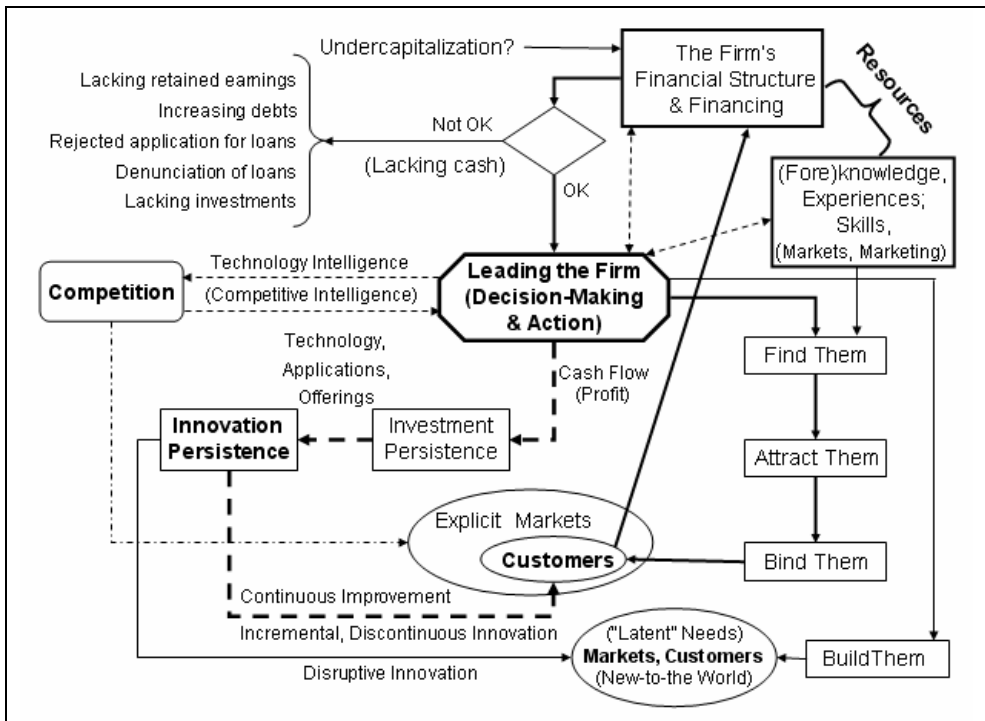 Undercapitalization?
The Firm's
Financial Structure
& Financing
Resources
Lacking retained earnings
Increasing debts
Rejected application for loans
Denunciation of loans
Lacking investments
Not OK
(Lacking cash)
OK
(Fore)knowledge,
Experiences;
Skills,
(Markets, Marketing)
Competition
Technology Intelligence
(Competitive Intelligence)
Leading the Firm
(Decision-Making
& Action)
Technology,
Applications,
Offerings
Cash Flow
(Profit)
Find Them
Innovation
Persistence
Investment
Persistence
Attract Them
Explicit Markets
Customers
Bind Them
Continuous Improvement
Incremental, Discontinuous Innovation
Disruptive Innovation
("Latent" Needs)
Markets, Customers
(New-to-the World)
BuildThem